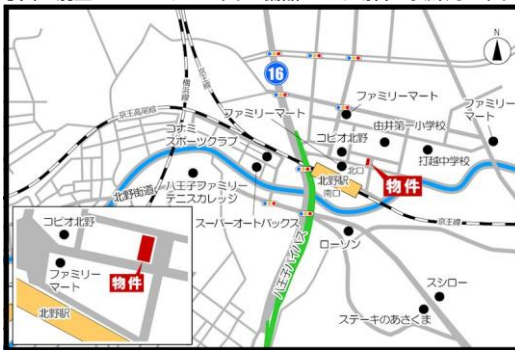 N
16
横浜線
ファミリーマート
ファミリーマート
京王高尾線
コナミ
スポーツクラブ
コピオ北野
由井第一小学校
ファミリー
マート
打越中学校
北口
北野駅
南口
物件
北野街道
八王子ファミリー
テニスカレッジ
京王線
スーパーオートバックス
ローソン
八王子バイパス
スシロー
ステーキのあさくま
コピオ北野
ファミリー
マート
物件
北野駅